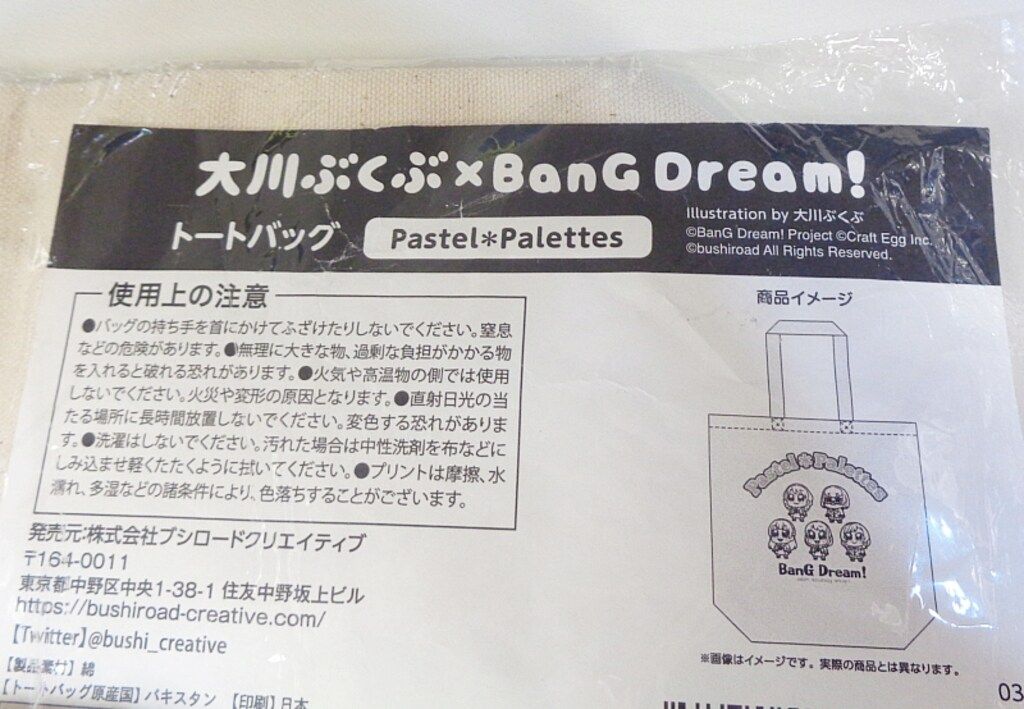 大川ぶくぶ×BanG Dream!
トートバッグ
Pastel*Palettes
Illustration by 大川ぶくぶ
©BanG Dream! Project ©Craft Egg Inc.
©bushiroad All Rights Reserved.
使用上の注意
●バッグの持ち手を首にかけてふざけたりしないでください。窒息
などの危険があります。●無理に大きな物、過剰な負担がかかる物
を入れると破れる恐れがあります。●火気や高温物の側では使用
しないでください。火災や変形の原因となります。●直射日光の当
たる場所に長時間放置しないでください。変色する恐れがありま
す。●洗濯はしないでください。汚れた場合は中性洗剤を布などに
しみ込ませ軽くたたくように拭いてください。●プリントは摩擦、水
濡れ、多湿などの諸条件により、色落ちすることがございます。
発売元:株式会社ブシロードクリエイティブ
〒164-0011
東京都中野区中央1-38-1 住友中野坂上ビル
https://bushiroad-creative.com/
【Twitter】@bushi_creative
【製品素材】綿
【トートバッグ原産国】パキスタン 【印刷】日本
商品イメージ
Pastel*Palettes
BanG Dream!
※画像はイメージです。実際の商品とは異なります。
03